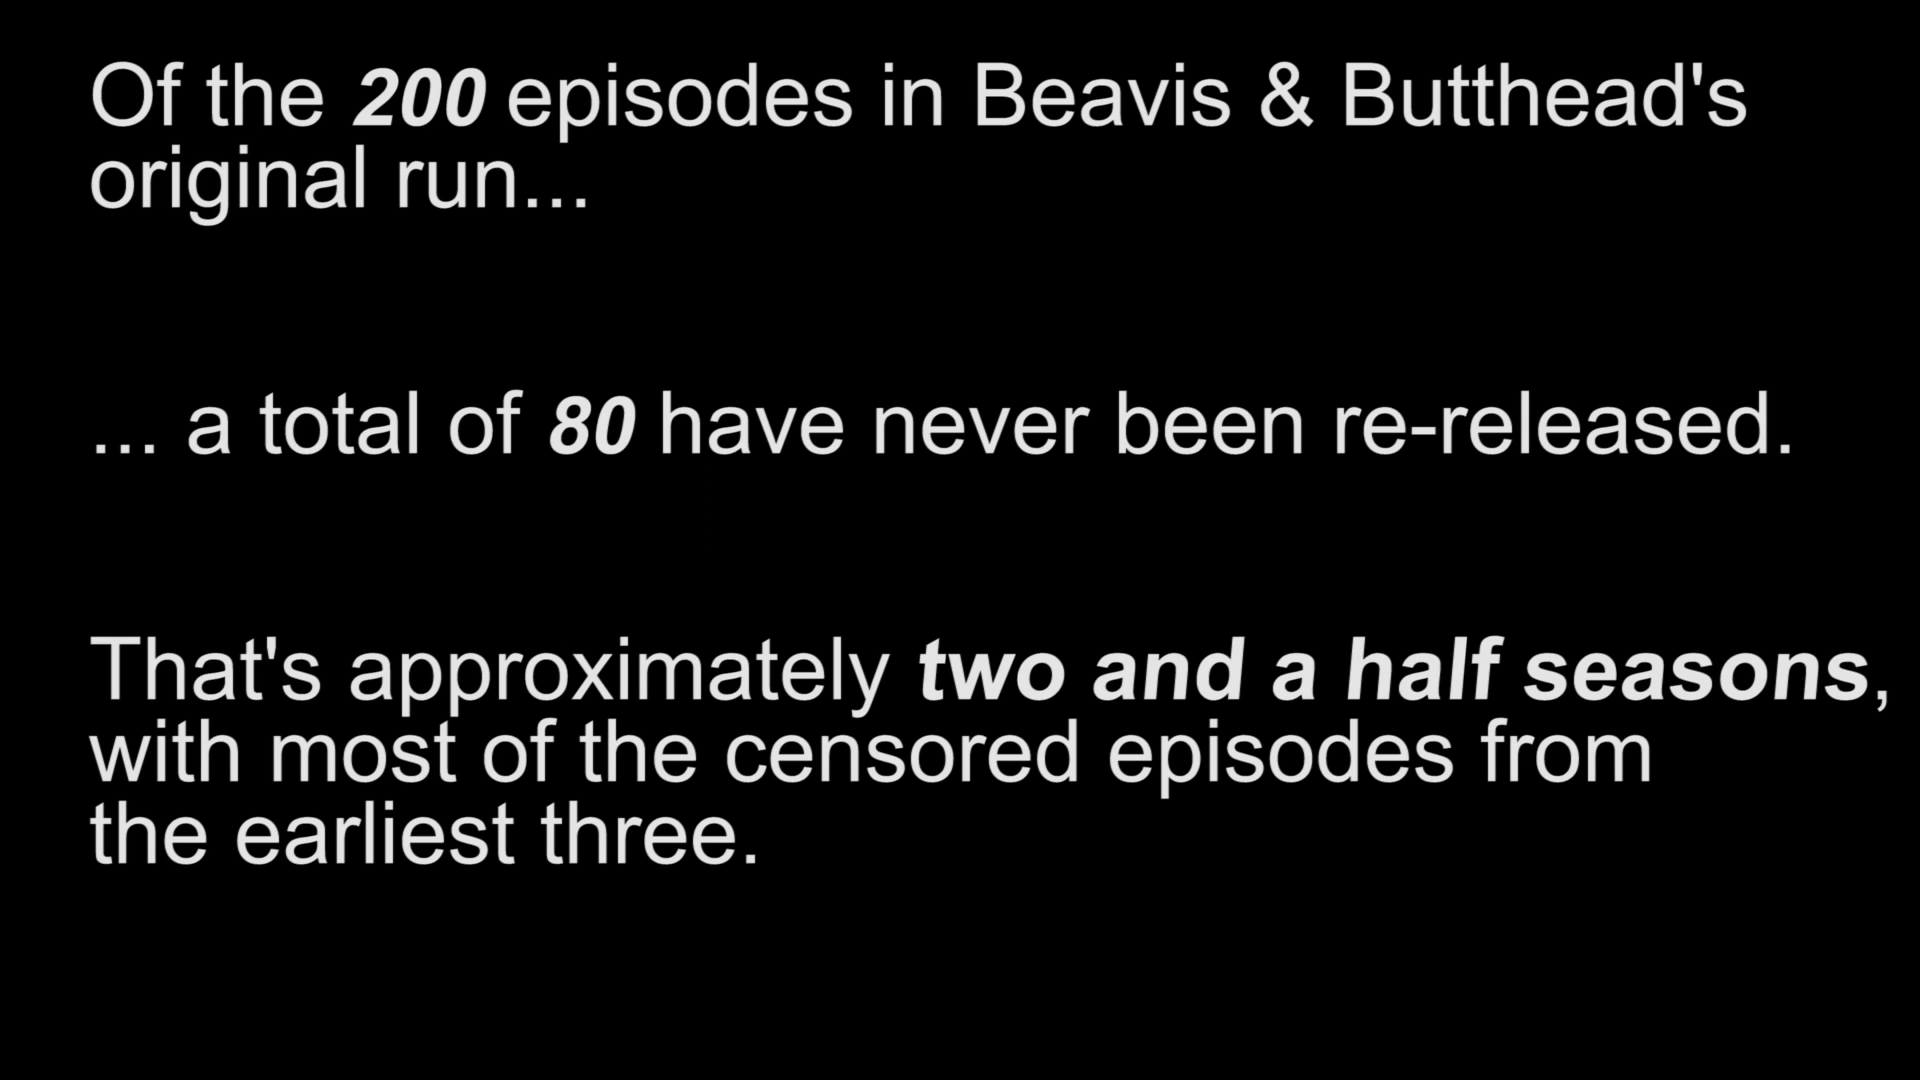 Of the 200 episodes in Beavis & Butthead's
original run...
... a total of 80 have never been re-released.
That's approximately two and a half seasons,
with most of the censored episodes from
the earliest three.